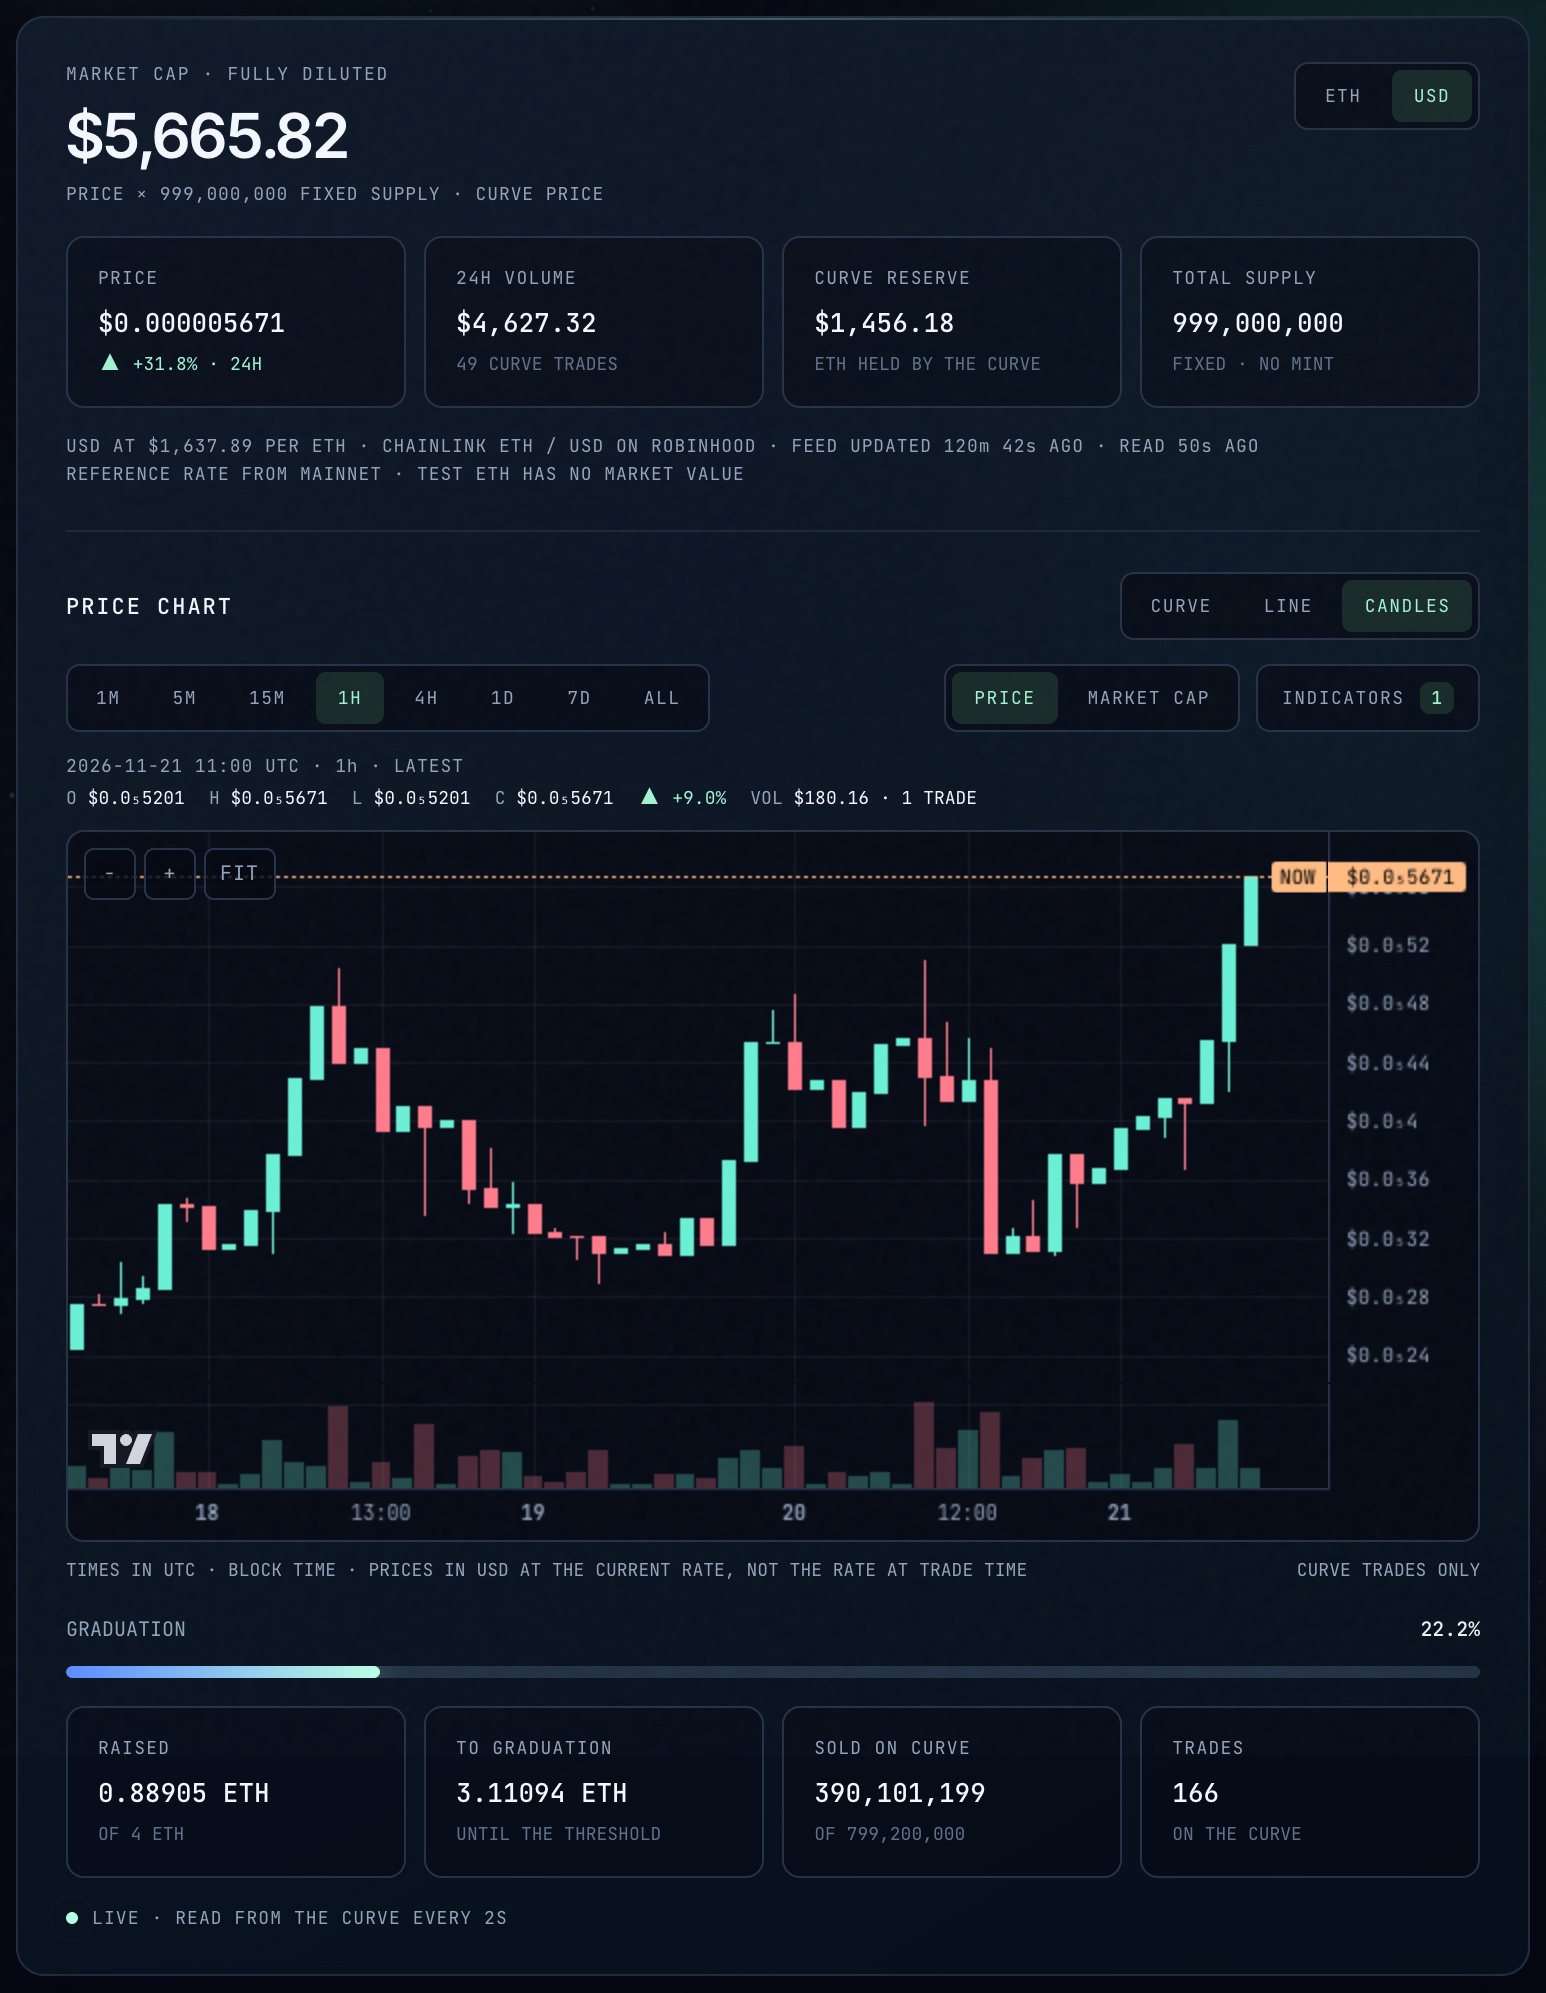 MARKET CAP · FULLY DILUTED
ETH USD
$5,665.82
PRICE × 999,000,000 FIXED SUPPLY · CURVE PRICE
PRICE
$0.000005671
▲ +31.8% · 24H
24H VOLUME
$4,627.32
49 CURVE TRADES
CURVE RESERVE
$1,456.18
ETH HELD BY THE CURVE
TOTAL SUPPLY
999,000,000
FIXED · NO MINT
USD AT $1,637.89 PER ETH · CHAINLINK ETH / USD ON ROBINHOOD · FEED UPDATED 120m 42s AGO · READ 50s AGO
REFERENCE RATE FROM MAINNET · TEST ETH HAS NO MARKET VALUE
PRICE CHART
CURVE LINE CANDLES
1M 5M 15M 1H 4H 1D 7D ALL
PRICE MARKET CAP
INDICATORS 1
2026-11-21 11:00 UTC · 1h · LATEST
O $0.0₅5201 H $0.0₅5671 L $0.0₅5201 C $0.0₅5671 ▲ +9.0% VOL $180.16 · 1 TRADE
- + FIT
NOW $0.0₅5671
$0.0₅52
$0.0₅48
$0.0₅44
$0.0₅4
$0.0₅36
$0.0₅32
$0.0₅28
$0.0₅24
18 13:00 19 20 12:00 21
TIMES IN UTC · BLOCK TIME · PRICES IN USD AT THE CURRENT RATE, NOT THE RATE AT TRADE TIME
CURVE TRADES ONLY
GRADUATION
22.2%
RAISED
0.88905 ETH
OF 4 ETH
TO GRADUATION
3.11094 ETH
UNTIL THE THRESHOLD
SOLD ON CURVE
390,101,199
OF 799,200,000
TRADES
166
ON THE CURVE
LIVE · READ FROM THE CURVE EVERY 2S